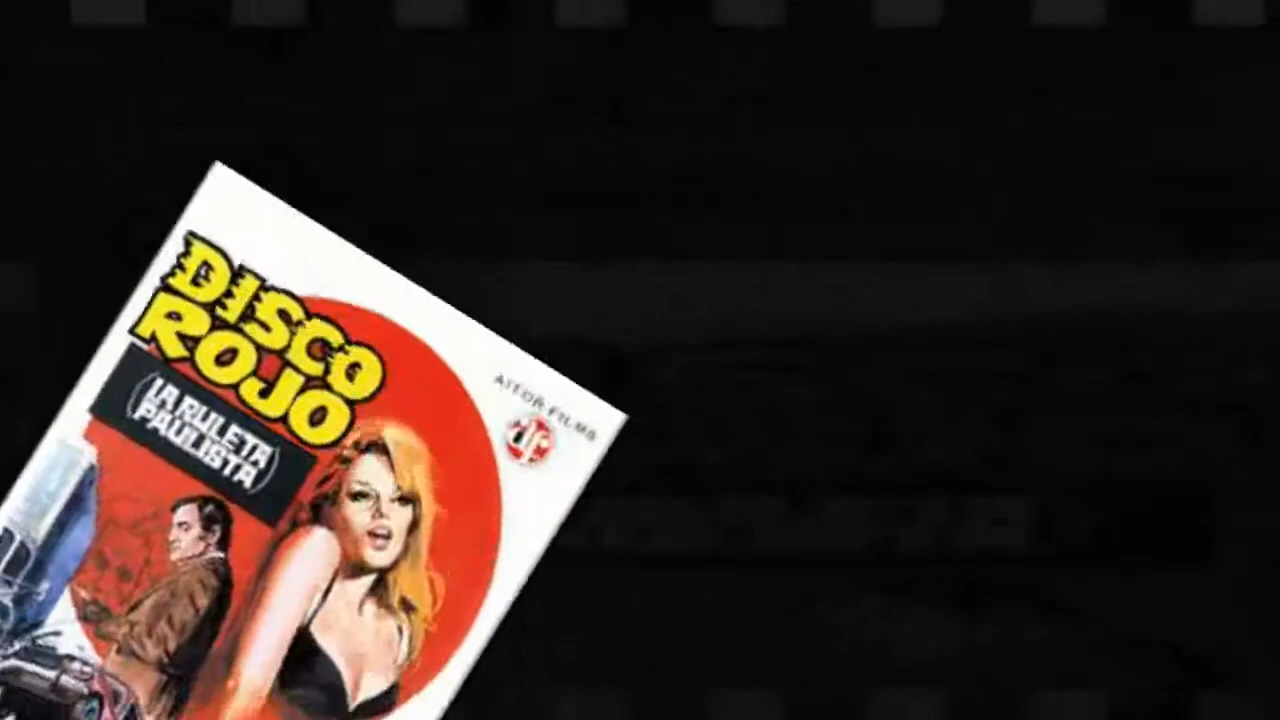 DISCO
ROJO
(LA RULETA
PAULISTA)
AITOR FILMS